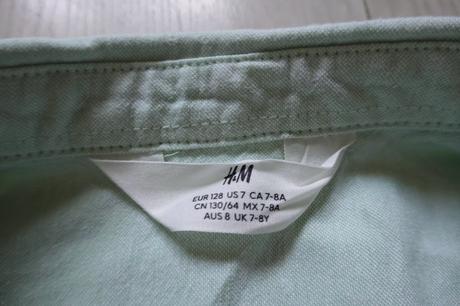 H&M
EUR 128 US 7 CA 7-8A
CN 130/64 MX 7-8A
AUS 8 UK 7-8Y